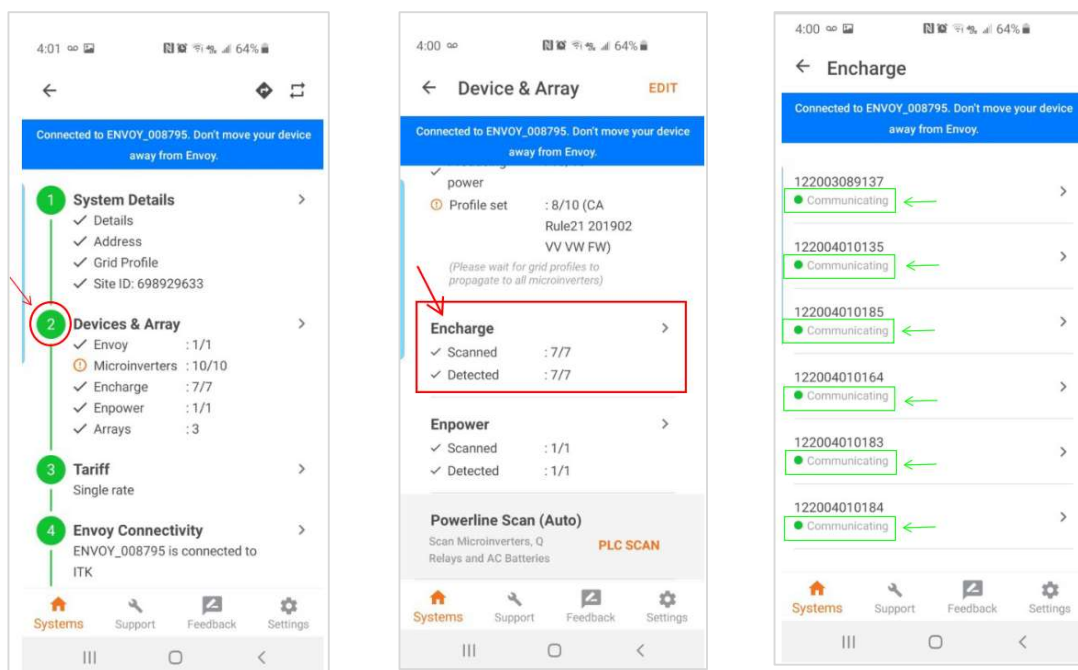 4:01 64%
Connected to ENVOY_008795. Don't move your device
away from Envoy.
1 System Details
Details
Address
Grid Profile
Site ID: 698929633
2 Devices & Array
Envoy : 1/1
Microinverters : 10/10
Encharge : 7/7
Enpower : 1/1
Arrays : 3
3 Tariff
Single rate
4 Envoy Connectivity
ENVOY_008795 is connected to
ITK
Systems Support Feedback Settings
4:00 64%
Device & Array EDIT
Connected to ENVOY_008795. Don't move your device
away from Envoy.
power
Profile set : 8/10 (CA
Rule21 201902
VV VW FW)
(Please wait for grid profiles to
propagate to all microinverters)
Encharge
Scanned : 7/7
Detected : 7/7
Enpower
Scanned : 1/1
Detected : 1/1
Powerline Scan (Auto)
Scan Microinverters, Q
Relays and AC Batteries
PLC SCAN
Systems Support Feedback Settings
4:00 64%
Encharge
Connected to ENVOY_008795. Don't move your device
away from Envoy.
122003089137
Communicating
122004010135
Communicating
122004010185
Communicating
122004010164
Communicating
122004010183
Communicating
122004010184
Communicating
Systems Support Feedback Settings